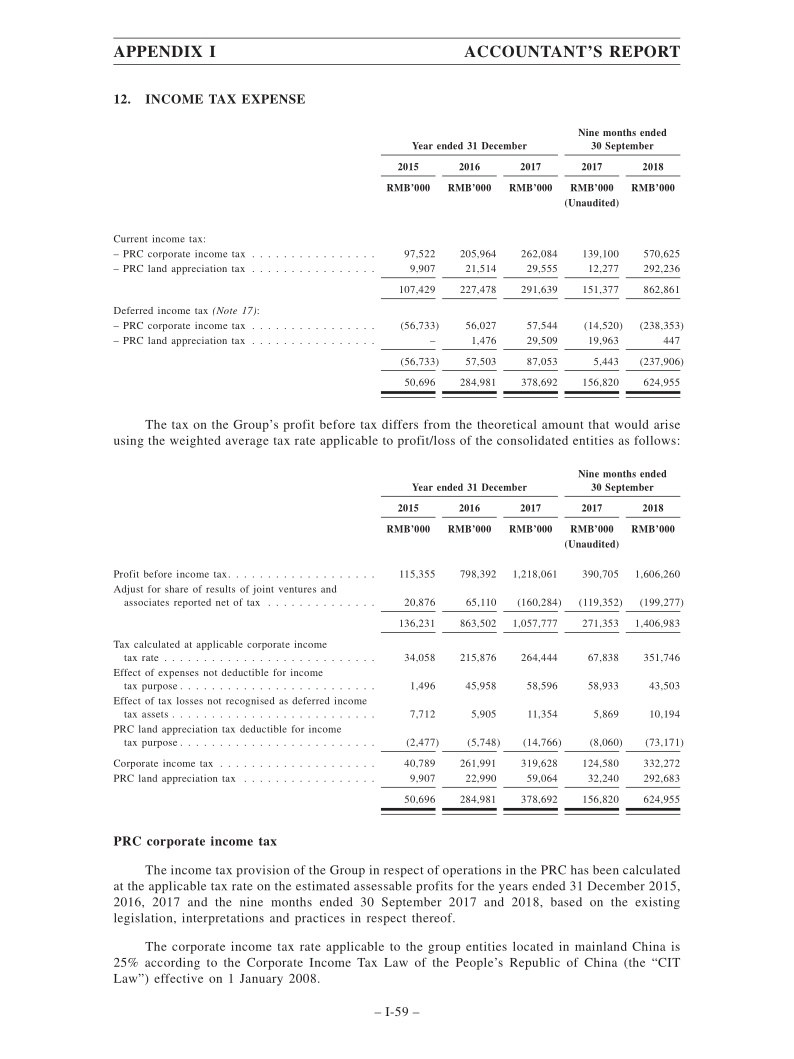 APPENDIX I ACCOUNTANT'S REPORT
12. INCOME TAX EXPENSE
Nine months ended
Year ended 31 December 30 September
2015 2016 2017 2017 2018
RMB'000 RMB'000 RMB'000 RMB'000 RMB'000
(Unaudited)
Current income tax:
– PRC corporate income tax . . . . . . . . . . . . . . . . 97,522 205,964 262,084 139,100 570,625
– PRC land appreciation tax . . . . . . . . . . . . . . . . 9,907 21,514 29,555 12,277 292,236
107,429 227,478 291,639 151,377 862,861
Deferred income tax (Note 17):
– PRC corporate income tax . . . . . . . . . . . . . . . . (56,733) 56,027 57,544 (14,520) (238,353)
– PRC land appreciation tax . . . . . . . . . . . . . . . . – 1,476 29,509 19,963 447
(56,733) 57,503 87,053 5,443 (237,906)
50,696 284,981 378,692 156,820 624,955
The tax on the Group's profit before tax differs from the theoretical amount that would arise
using the weighted average tax rate applicable to profit/loss of the consolidated entities as follows:
Nine months ended
Year ended 31 December 30 September
2015 2016 2017 2017 2018
RMB'000 RMB'000 RMB'000 RMB'000 RMB'000
(Unaudited)
Profit before income tax. . . . . . . . . . . . . . . . . . . 115,355 798,392 1,218,061 390,705 1,606,260
Adjust for share of results of joint ventures and
associates reported net of tax . . . . . . . . . . . . . . 20,876 65,110 (160,284) (119,352) (199,277)
136,231 863,502 1,057,777 271,353 1,406,983
Tax calculated at applicable corporate income
tax rate . . . . . . . . . . . . . . . . . . . . . . . . . . . 34,058 215,876 264,444 67,838 351,746
Effect of expenses not deductible for income
tax purpose . . . . . . . . . . . . . . . . . . . . . . . . . 1,496 45,958 58,596 58,933 43,503
Effect of tax losses not recognised as deferred income
tax assets . . . . . . . . . . . . . . . . . . . . . . . . . . 7,712 5,905 11,354 5,869 10,194
PRC land appreciation tax deductible for income
tax purpose . . . . . . . . . . . . . . . . . . . . . . . . . (2,477) (5,748) (14,766) (8,060) (73,171)
Corporate income tax . . . . . . . . . . . . . . . . . . . . 40,789 261,991 319,628 124,580 332,272
PRC land appreciation tax . . . . . . . . . . . . . . . . . 9,907 22,990 59,064 32,240 292,683
50,696 284,981 378,692 156,820 624,955
PRC corporate income tax
The income tax provision of the Group in respect of operations in the PRC has been calculated
at the applicable tax rate on the estimated assessable profits for the years ended 31 December 2015,
2016, 2017 and the nine months ended 30 September 2017 and 2018, based on the existing
legislation, interpretations and practices in respect thereof.
The corporate income tax rate applicable to the group entities located in mainland China is
25% according to the Corporate Income Tax Law of the People's Republic of China (the “CIT
Law”) effective on 1 January 2008.
– I-59 –